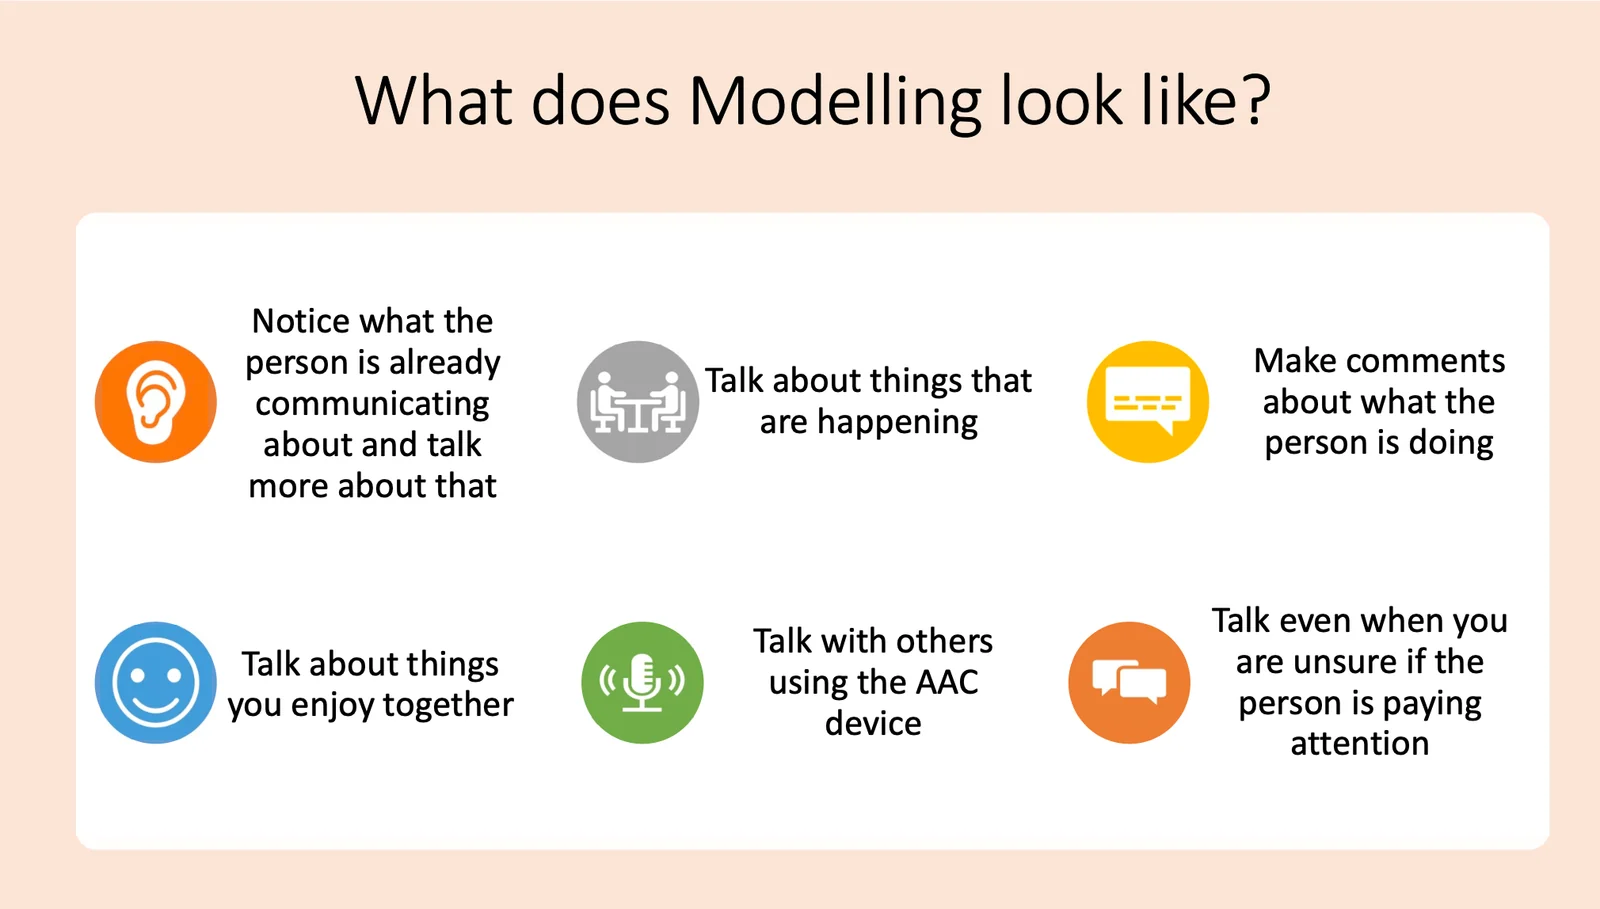 What does Modelling look like?
Notice what the
person is already
communicating
about and talk
more about that
Talk about things that
are happening
Make comments
about what the
person is doing
Talk about things
you enjoy together
Talk with others
using the AAC
device
Talk even when you
are unsure if the
person is paying
attention